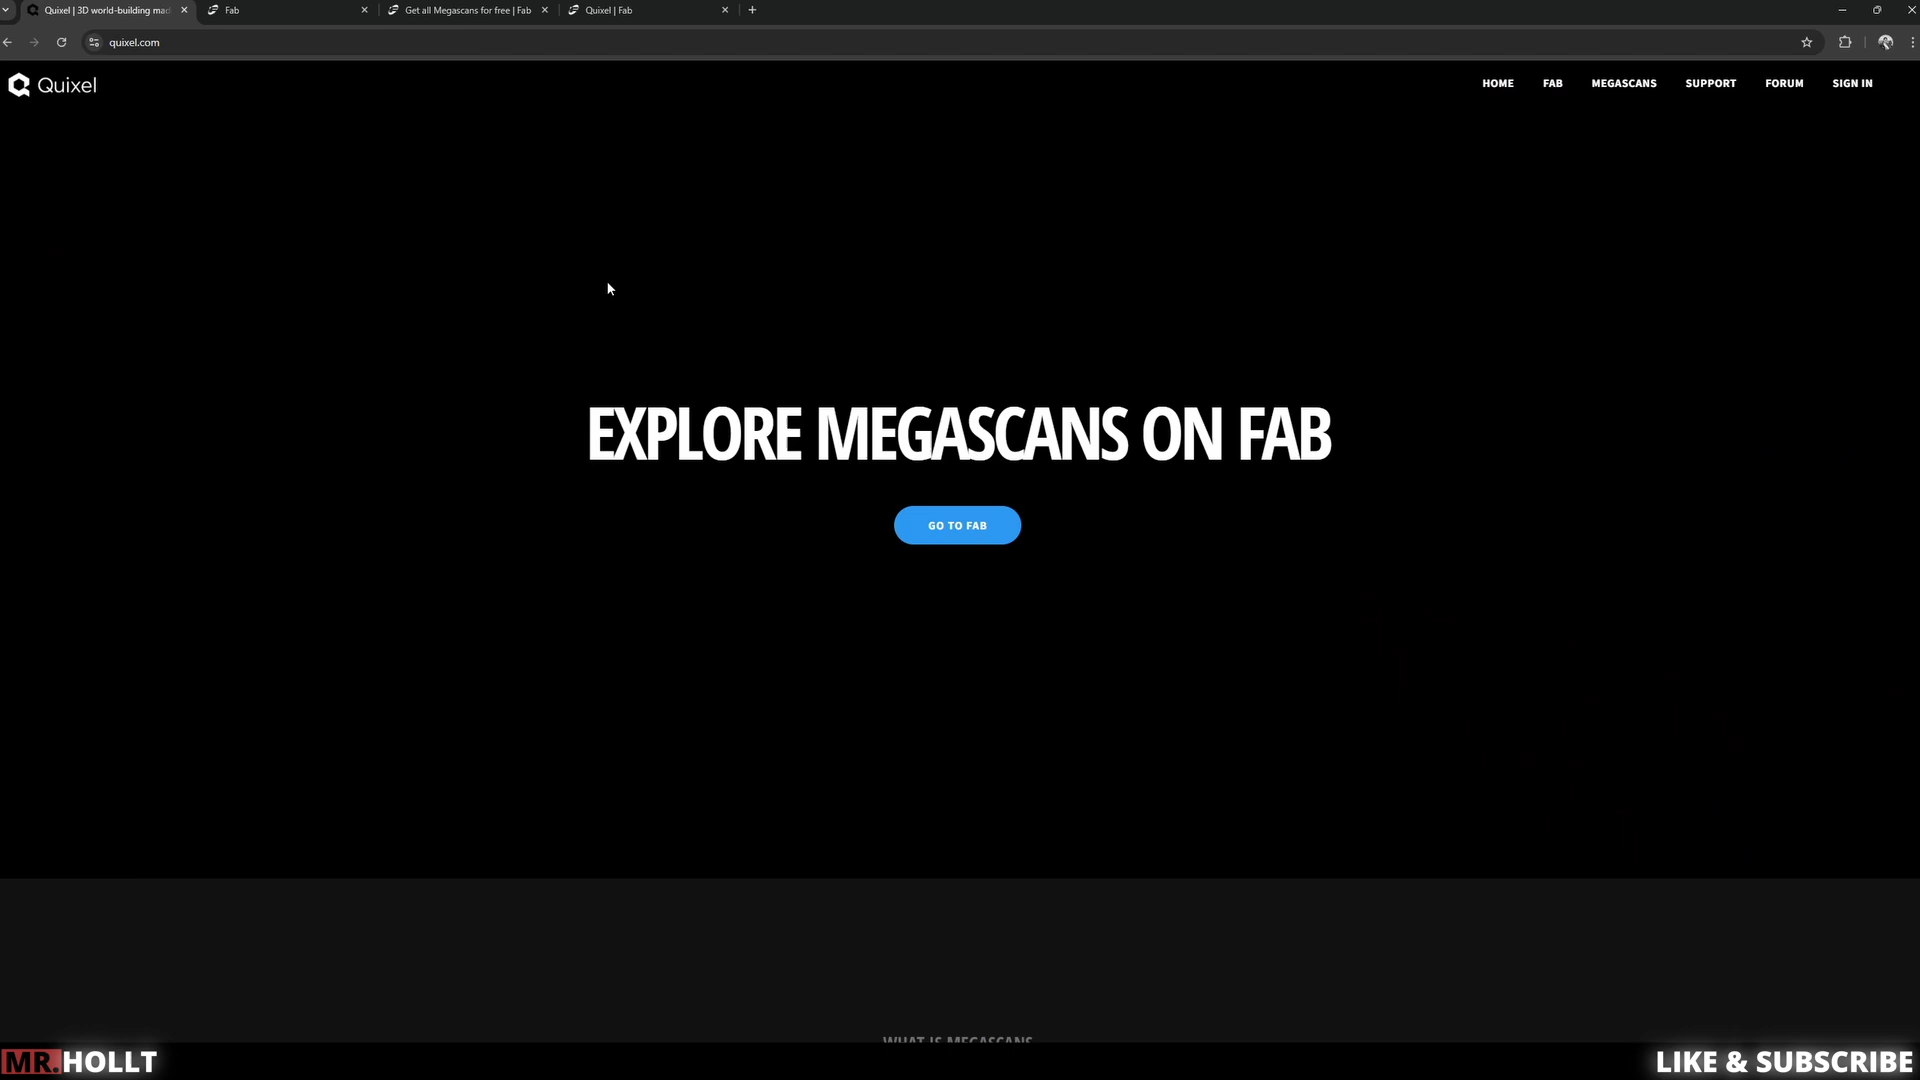 Quixel | 3D world-building mad
Fab
Get all Megascans for free | Fab
Quixel | Fab
quixel.com
Quixel
HOME
FAB
MEGASCANS
SUPPORT
FORUM
SIGN IN
EXPLORE MEGASCANS ON FAB
GO TO FAB
WHAT IS MEGASCANS
MR.HOLLT
LIKE & SUBSCRIBE